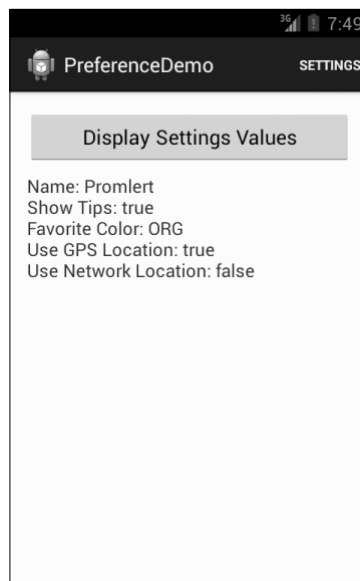 3G 7:49
PreferenceDemo SETTINGS
Display Settings Values
Name: Promlert
Show Tips: true
Favorite Color: ORG
Use GPS Location: true
Use Network Location: false